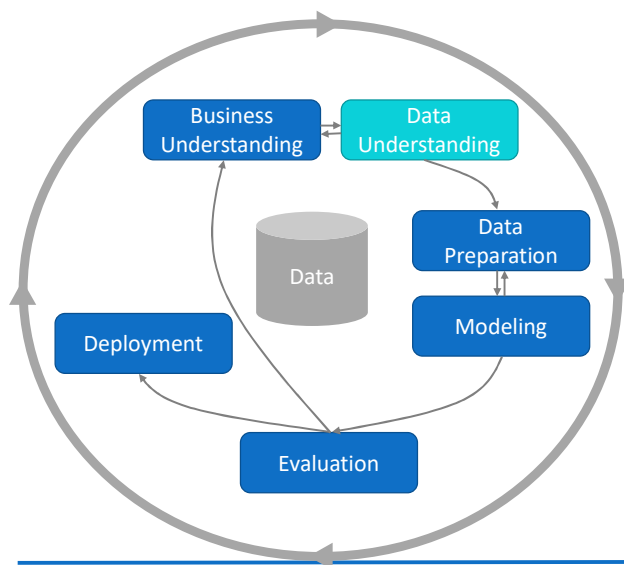 Business
Understanding
Data
Understanding
Data
Preparation
Data
Modeling
Deployment
Evaluation